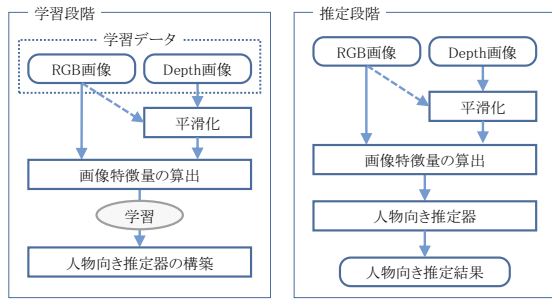 学習段階
学習データ
RGB画像
Depth画像
平滑化
画像特徴量の算出
学習
人物向き推定器の構築
推定段階
RGB画像
Depth画像
平滑化
画像特徴量の算出
人物向き推定器
人物向き推定結果